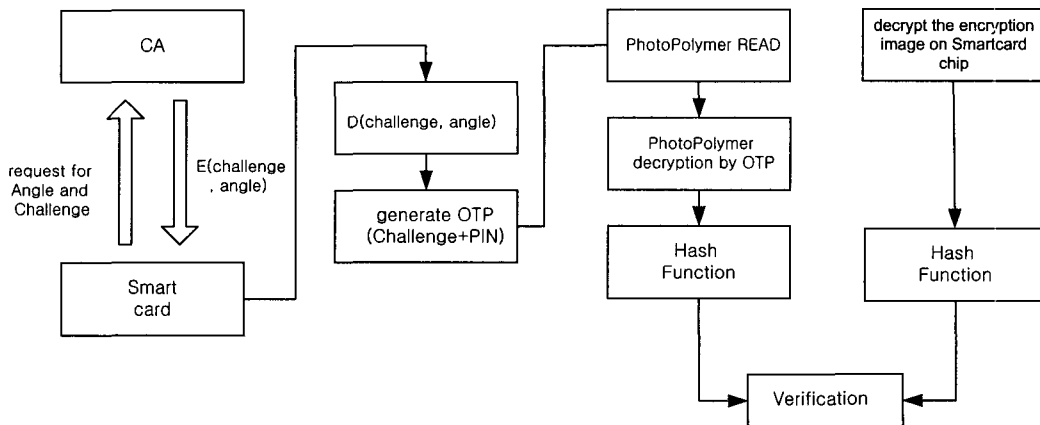 CA
request for
Angle and
Challenge
E(challenge
, angle)
Smart
card
D(challenge, angle)
generate OTP
(Challenge+PIN)
PhotoPolymer READ
PhotoPolymer
decryption by OTP
Hash
Function
decrypt the encryption
image on Smartcard
chip
Hash
Function
Verification